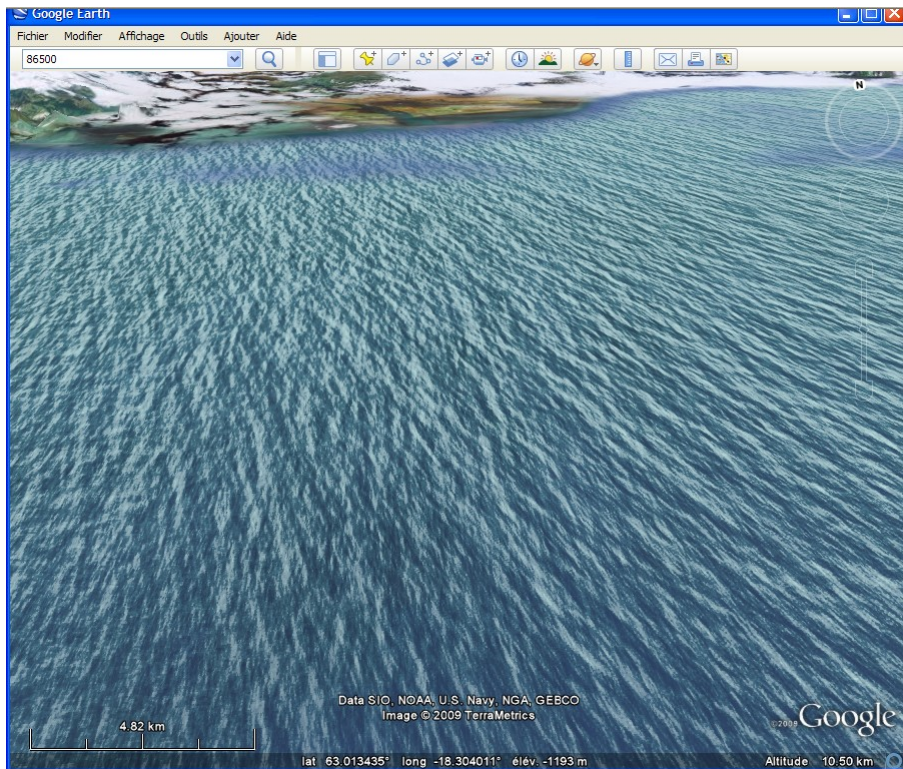 Google Earth
Fichier Modifier Affichage Outils Ajouter Aide
86500
N
Data SIO, NOAA, U.S. Navy, NGA, GEBCO
Image © 2009 TerraMetrics
4.82 km
©2009 Google
lat 63.013435° long -18.304011° élév. -1193 m Altitude 10.50 km